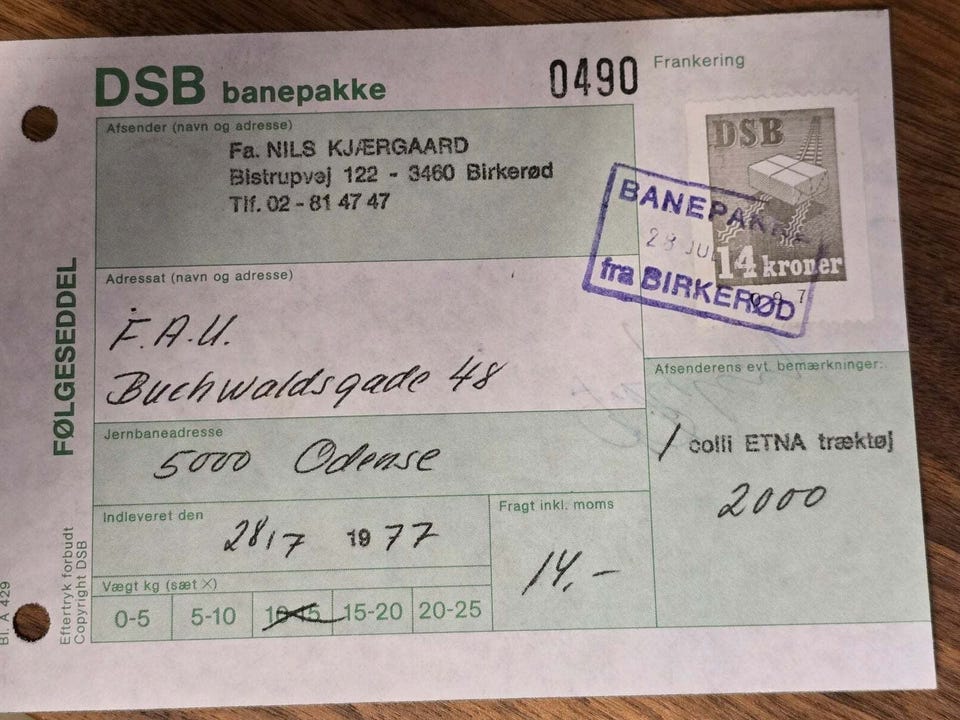 DSB banepakke
0490
Frankering
Afsender (navn og adresse)
Fa. NILS KJÆRGAARD
Bistrupvej 122 - 3460 Birkerød
Tlf. 02 - 81 47 47
DSB
14 kroner
BANEPAKKE
28 JUL
fra BIRKERØD
Adressat (navn og adresse)
F.A.U.
Buchwaldsgade 48
Afsenderens evt. bemærkninger:
1 colli ETNA træktøj
2000
Jernbaneadresse
5000 Odense
Indleveret den
28/7 1977
Fragt inkl. moms
14,-
Vægt kg (sæt X)
0-5 5-10 10-15 15-20 20-25
FØLGESEDDEL
Eftertryk forbudt
Copyright DSB
Bl. A 429